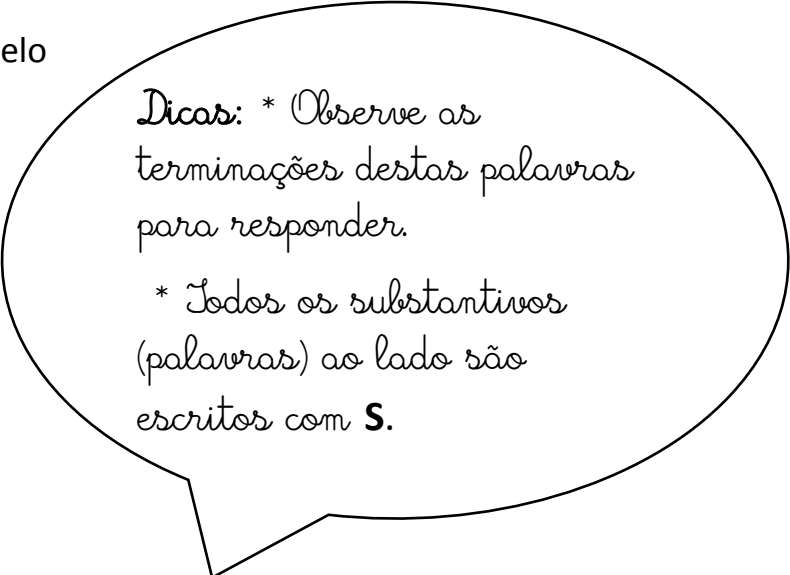 elo
Dicas: * Observe as
terminações destas palavras
para responder.
* Todos os substantivos
(palavras) ao lado são
escritos com S.